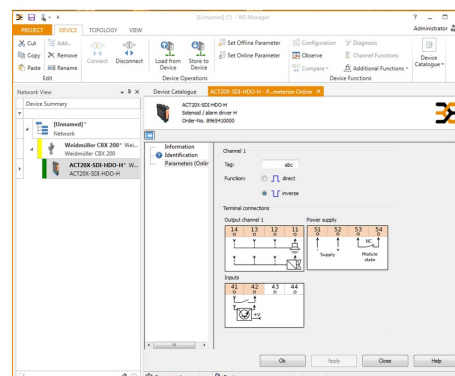 [Unnamed]* - WI-Manager
PROJECT DEVICE TOPOLOGY VIEW Administrator
Cut Add... Set Offline Parameter Configuration Diagnosis
Copy Remove Connect Disconnect Load from Device Store to Device Set Online Parameter Observe Channel Functions Device Catalogue
Paste Rename Compare Additional Functions
Edit Device Operations Device Functions
Network View Device Catalogue ACT20X-SDI-HDO-H - P...meterize Online
Device Summary
ACT20X-SDI-HDO-H
Solenoid / alarm driver H
Order-No. 8965410000
[Unnamed]*
Network
Weidmüller CBX 200* Wei...
Weidmüller CBX 200
ACT20X-SDI-HDO-H* W...
ACT20X-SDI-HDO-H
Information
Identification
Parameters (Onlir
Channel 1
Tag: abc
Function: direct
inverse
Terminal connections
Output channel 1 Power supply
14 13 12 11 51 52 53 54
NC
Supply Module state
Inputs
41 42 43 44
+V
Ok Apply Close Help